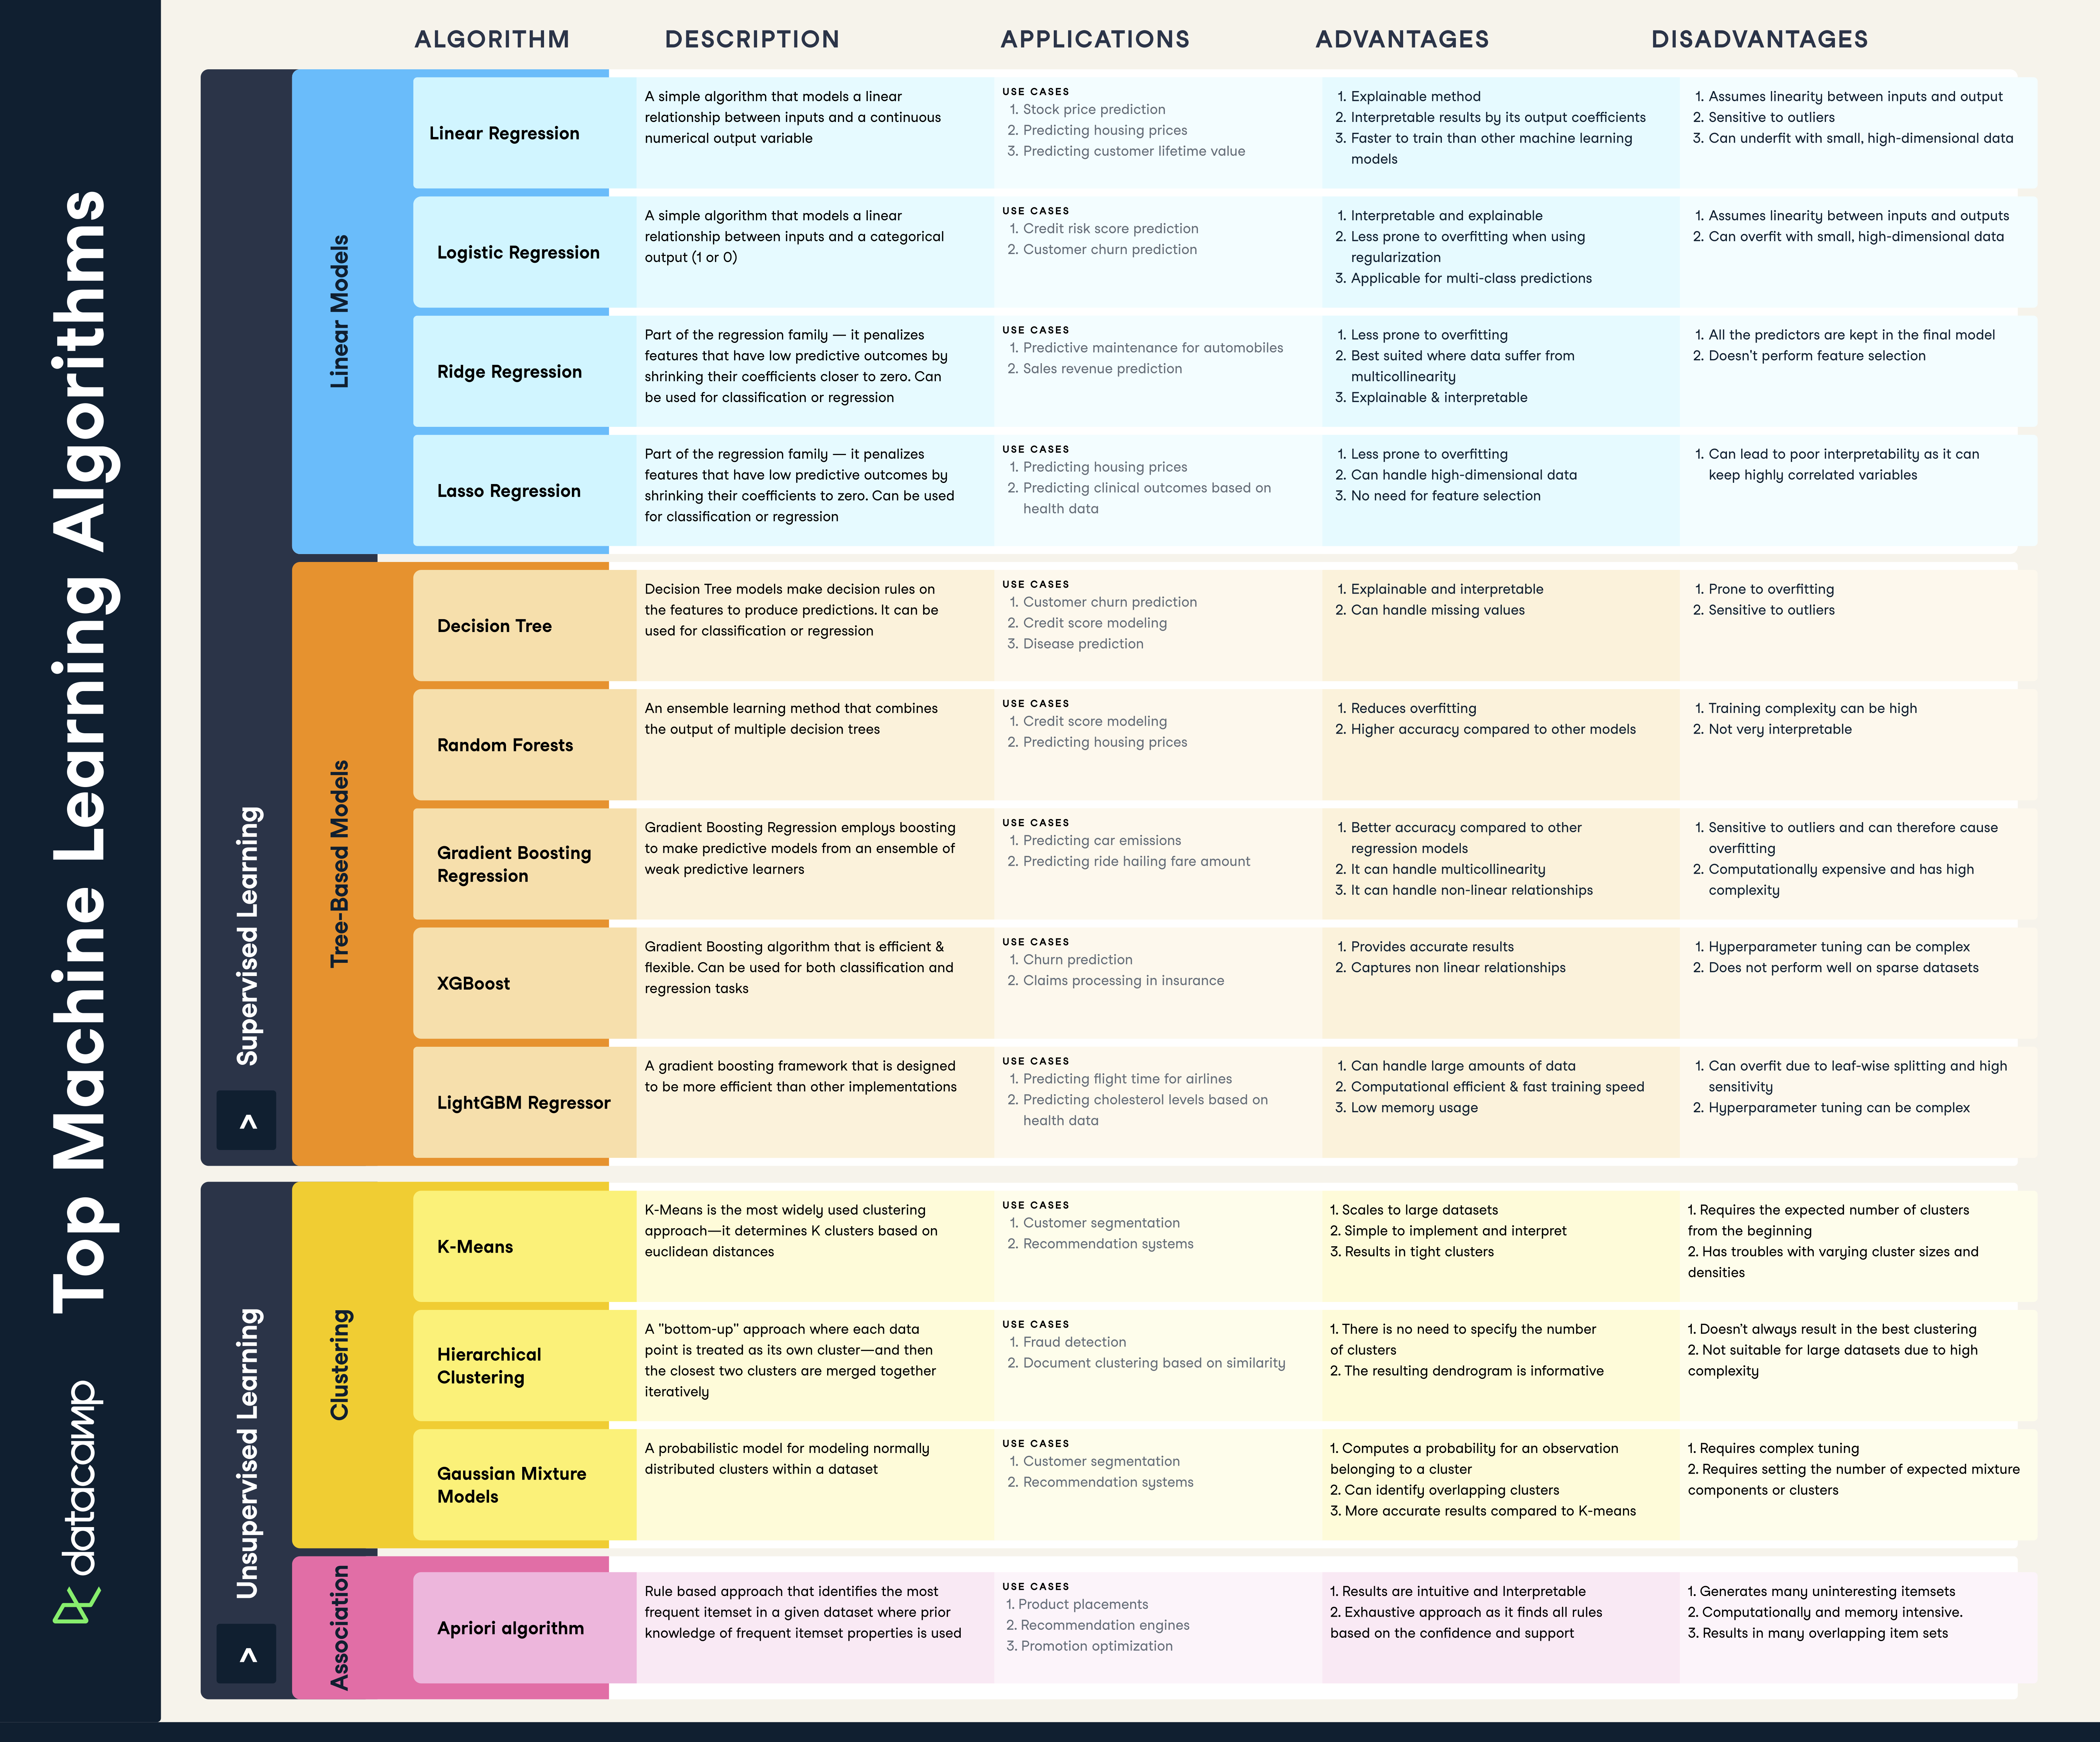 Top Machine Learning Algorithms
datacamp
ALGORITHM
DESCRIPTION
APPLICATIONS
ADVANTAGES
DISADVANTAGES
Supervised Learning
>
Linear Models
Linear Regression
A simple algorithm that models a linear
relationship between inputs and a continuous
numerical output variable
USE CASES
1. Stock price prediction
2. Predicting housing prices
3. Predicting customer lifetime value
1. Explainable method
2. Interpretable results by its output coefficients
3. Faster to train than other machine learning
models
1. Assumes linearity between inputs and output
2. Sensitive to outliers
3. Can underfit with small, high-dimensional data
Logistic Regression
A simple algorithm that models a linear
relationship between inputs and a categorical
output (1 or 0)
USE CASES
1. Credit risk score prediction
2. Customer churn prediction
1. Interpretable and explainable
2. Less prone to overfitting when using
regularization
3. Applicable for multi-class predictions
1. Assumes linearity between inputs and outputs
2. Can overfit with small, high-dimensional data
Ridge Regression
Part of the regression family — it penalizes
features that have low predictive outcomes by
shrinking their coefficients closer to zero. Can
be used for classification or regression
USE CASES
1. Predictive maintenance for automobiles
2. Sales revenue prediction
1. Less prone to overfitting
2. Best suited where data suffer from
multicollinearity
3. Explainable & interpretable
1. All the predictors are kept in the final model
2. Doesn't perform feature selection
Lasso Regression
Part of the regression family — it penalizes
features that have low predictive outcomes by
shrinking their coefficients to zero. Can be used
for classification or regression
USE CASES
1. Predicting housing prices
2. Predicting clinical outcomes based on
health data
1. Less prone to overfitting
2. Can handle high-dimensional data
3. No need for feature selection
1. Can lead to poor interpretability as it can
keep highly correlated variables
Tree-Based Models
Decision Tree
Decision Tree models make decision rules on
the features to produce predictions. It can be
used for classification or regression
USE CASES
1. Customer churn prediction
2. Credit score modeling
3. Disease prediction
1. Explainable and interpretable
2. Can handle missing values
1. Prone to overfitting
2. Sensitive to outliers
Random Forests
An ensemble learning method that combines
the output of multiple decision trees
USE CASES
1. Credit score modeling
2. Predicting housing prices
1. Reduces overfitting
2. Higher accuracy compared to other models
1. Training complexity can be high
2. Not very interpretable
Gradient Boosting
Regression
Gradient Boosting Regression employs boosting
to make predictive models from an ensemble of
weak predictive learners
USE CASES
1. Predicting car emissions
2. Predicting ride hailing fare amount
1. Better accuracy compared to other
regression models
2. It can handle multicollinearity
3. It can handle non-linear relationships
1. Sensitive to outliers and can therefore cause
overfitting
2. Computationally expensive and has high
complexity
XGBoost
Gradient Boosting algorithm that is efficient &
flexible. Can be used for both classification and
regression tasks
USE CASES
1. Churn prediction
2. Claims processing in insurance
1. Provides accurate results
2. Captures non linear relationships
1. Hyperparameter tuning can be complex
2. Does not perform well on sparse datasets
LightGBM Regressor
A gradient boosting framework that is designed
to be more efficient than other implementations
USE CASES
1. Predicting flight time for airlines
2. Predicting cholesterol levels based on
health data
1. Can handle large amounts of data
2. Computational efficient & fast training speed
3. Low memory usage
1. Can overfit due to leaf-wise splitting and high
sensitivity
2. Hyperparameter tuning can be complex
Unsupervised Learning
>
Clustering
K-Means
K-Means is the most widely used clustering
approach—it determines K clusters based on
euclidean distances
USE CASES
1. Customer segmentation
2. Recommendation systems
1. Scales to large datasets
2. Simple to implement and interpret
3. Results in tight clusters
1. Requires the expected number of clusters
from the beginning
2. Has troubles with varying cluster sizes and
densities
Hierarchical
Clustering
A "bottom-up" approach where each data
point is treated as its own cluster—and then
the closest two clusters are merged together
iteratively
USE CASES
1. Fraud detection
2. Document clustering based on similarity
1. There is no need to specify the number
of clusters
2. The resulting dendrogram is informative
1. Doesn't always result in the best clustering
2. Not suitable for large datasets due to high
complexity
Gaussian Mixture
Models
A probabilistic model for modeling normally
distributed clusters within a dataset
USE CASES
1. Customer segmentation
2. Recommendation systems
1. Computes a probability for an observation
belonging to a cluster
2. Can identify overlapping clusters
3. More accurate results compared to K-means
1. Requires complex tuning
2. Requires setting the number of expected mixture
components or clusters
Association
Apriori algorithm
Rule based approach that identifies the most
frequent itemset in a given dataset where prior
knowledge of frequent itemset properties is used
USE CASES
1. Product placements
2. Recommendation engines
3. Promotion optimization
1. Results are intuitive and Interpretable
2. Exhaustive approach as it finds all rules
based on the confidence and support
1. Generates many uninteresting itemsets
2. Computationally and memory intensive.
3. Results in many overlapping item sets